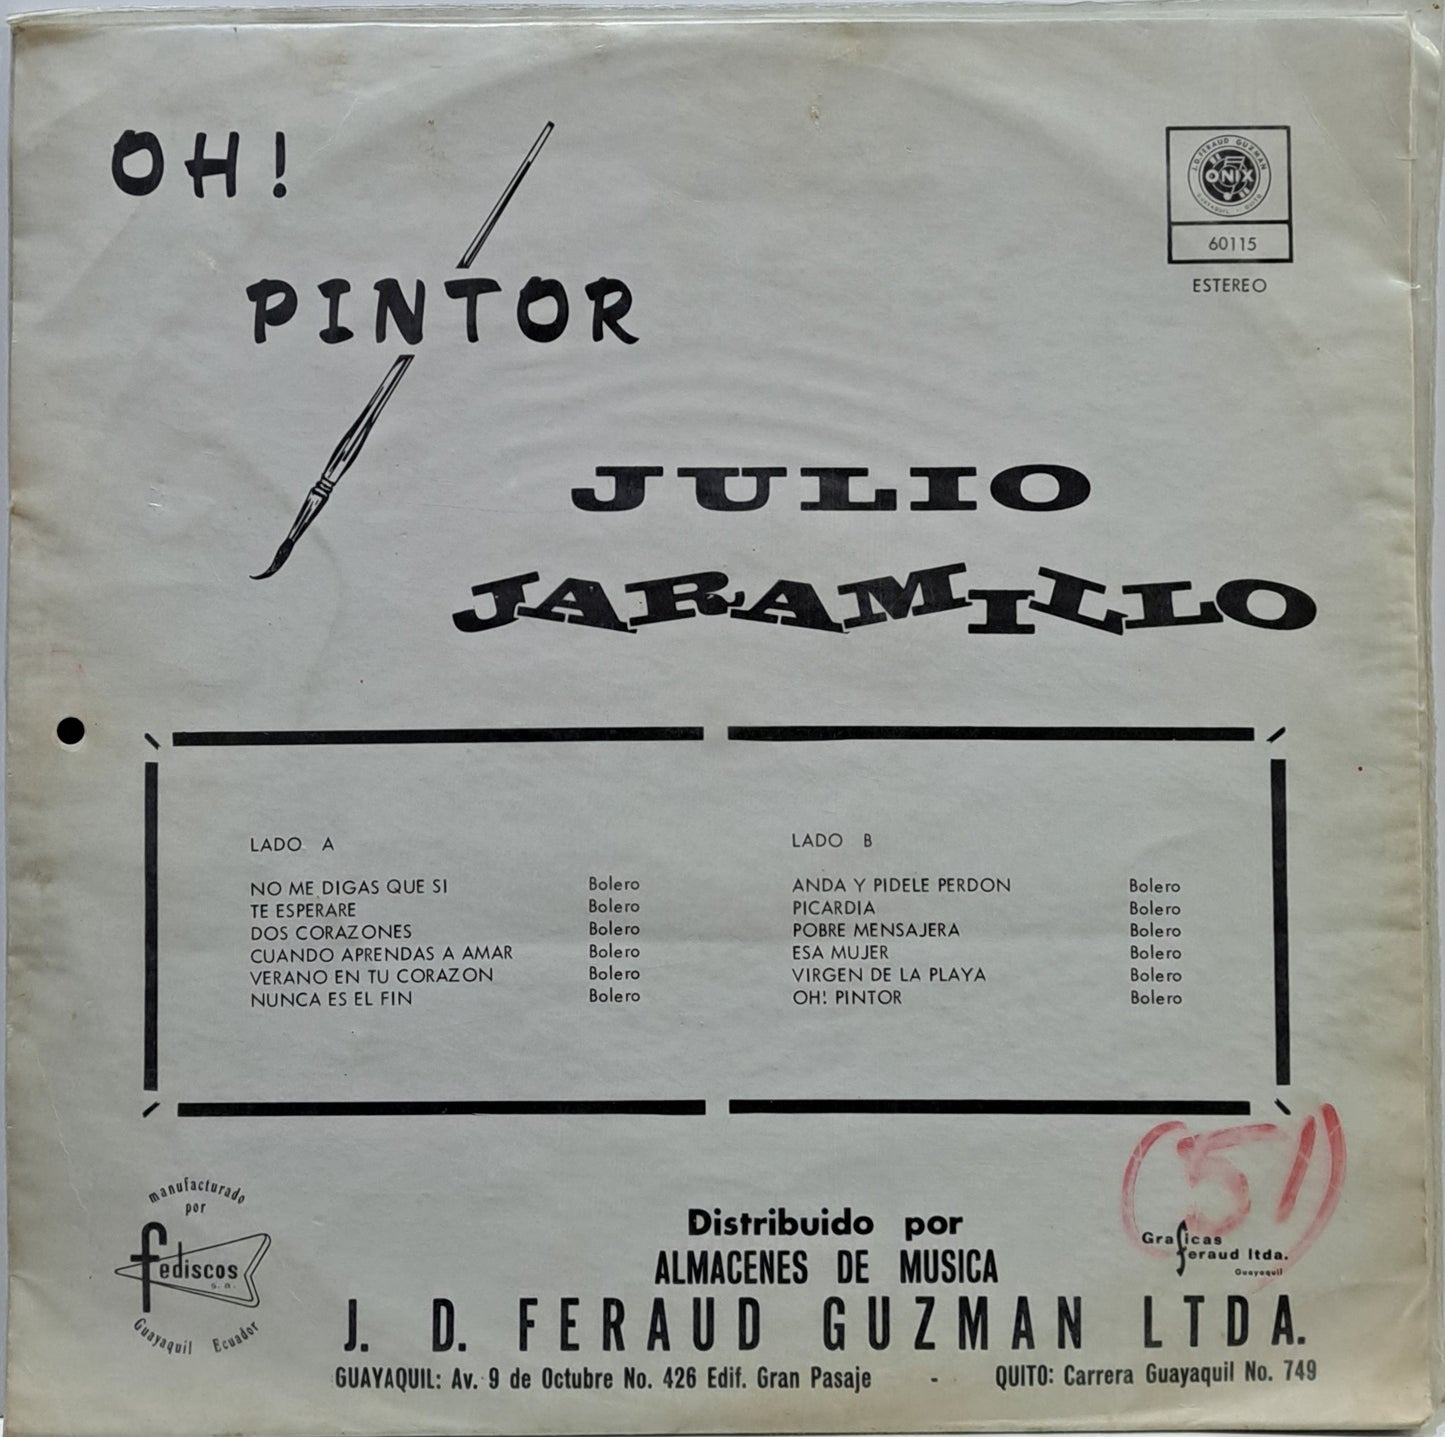 OH!
PINTOR
J.D. FERAUD GUZMAN
ONIX
GUAYAQUIL - QUITO
60115
ESTEREO
JULIO
JARAMILLO
LADO A
NO ME DIGAS QUE SI Bolero
TE ESPERARE Bolero
DOS CORAZONES Bolero
CUANDO APRENDAS A AMAR Bolero
VERANO EN TU CORAZON Bolero
NUNCA ES EL FIN Bolero
LADO B
ANDA Y PIDELE PERDON Bolero
PICARDIA Bolero
POBRE MENSAJERA Bolero
ESA MUJER Bolero
VIRGEN DE LA PLAYA Bolero
OH! PINTOR Bolero
(51)
manufacturado
por
fediscos
s.a.
Guayaquil Ecuador
Distribuido por
ALMACENES DE MUSICA
J. D. FERAUD GUZMAN LTDA.
GUAYAQUIL: Av. 9 de Octubre No. 426 Edif. Gran Pasaje - QUITO: Carrera Guayaquil No. 749
Graficas
feraud ltda.
Guayaquil